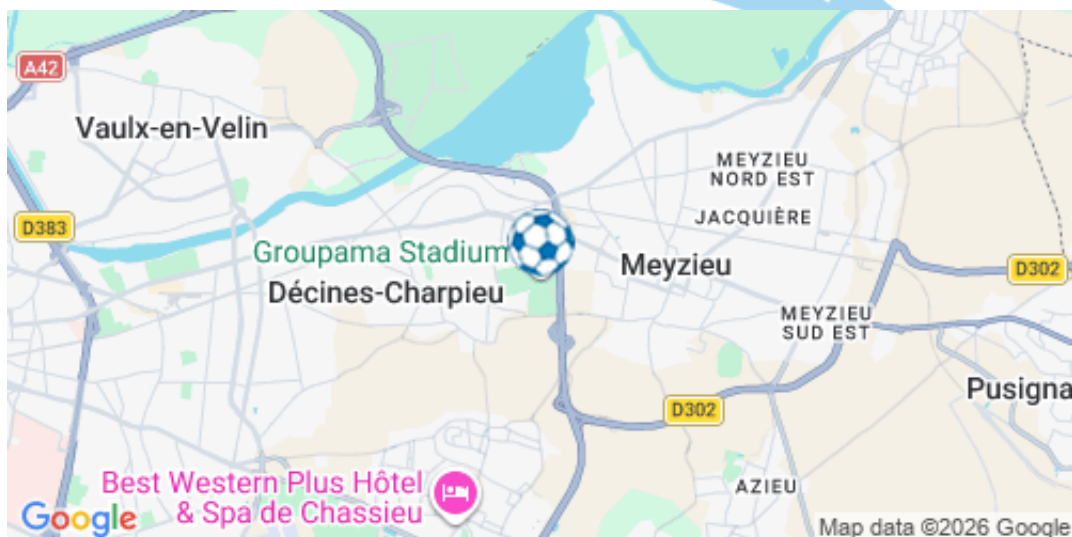 A42
Vaulx-en-Velin
MEYZIEU
NORD EST
JACQUIÈRE
D383
Groupama Stadium
Meyzieu
D302
Décines-Charpieu
MEYZIEU
SUD EST
Pusigna
D302
Best Western Plus Hôtel
& Spa de Chassieu
AZIEU
Google
Map data ©2026 Google